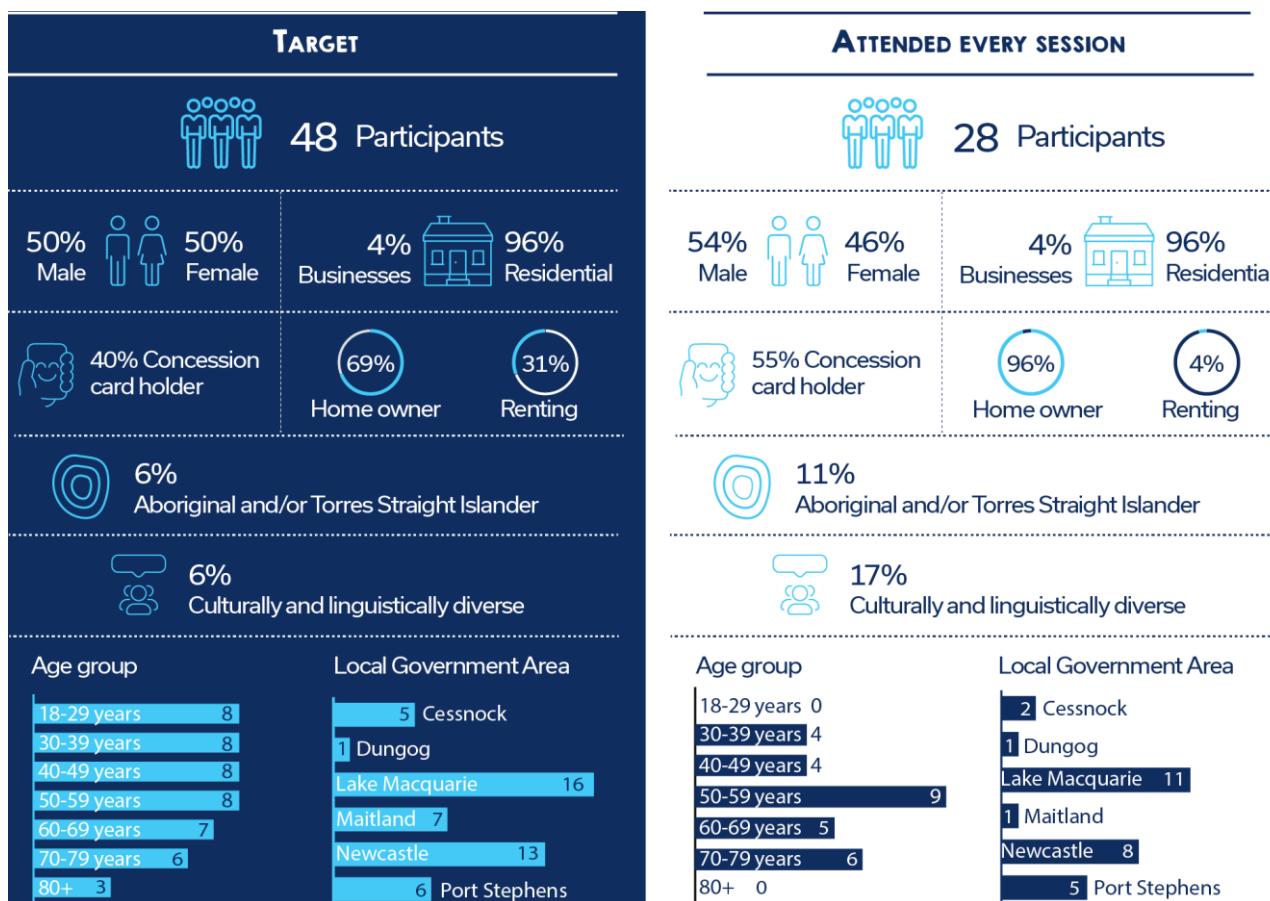 TARGET
48 Participants
50%
Male
50%
Female
4%
Businesses
96%
Residential
40% Concession
card holder
69%
Home owner
31%
Renting
6%
Aboriginal and/or Torres Straight Islander
6%
Culturally and linguistically diverse
Age group
18-29 years 8
30-39 years 8
40-49 years 8
50-59 years 8
60-69 years 7
70-79 years 6
80+ 3
Local Government Area
5 Cessnock
1 Dungog
Lake Macquarie 16
Maitland 7
Newcastle 13
6 Port Stephens
ATTENDED EVERY SESSION
28 Participants
54%
Male
46%
Female
4%
Businesses
96%
Residentia
55% Concession
card holder
96%
Home owner
4%
Renting
11%
Aboriginal and/or Torres Straight Islander
17%
Culturally and linguistically diverse
Age group
18-29 years 0
30-39 years 4
40-49 years 4
50-59 years 9
60-69 years 5
70-79 years 6
80+ 0
Local Government Area
2 Cessnock
1 Dungog
Lake Macquarie 11
1 Maitland
Newcastle 8
5 Port Stephens